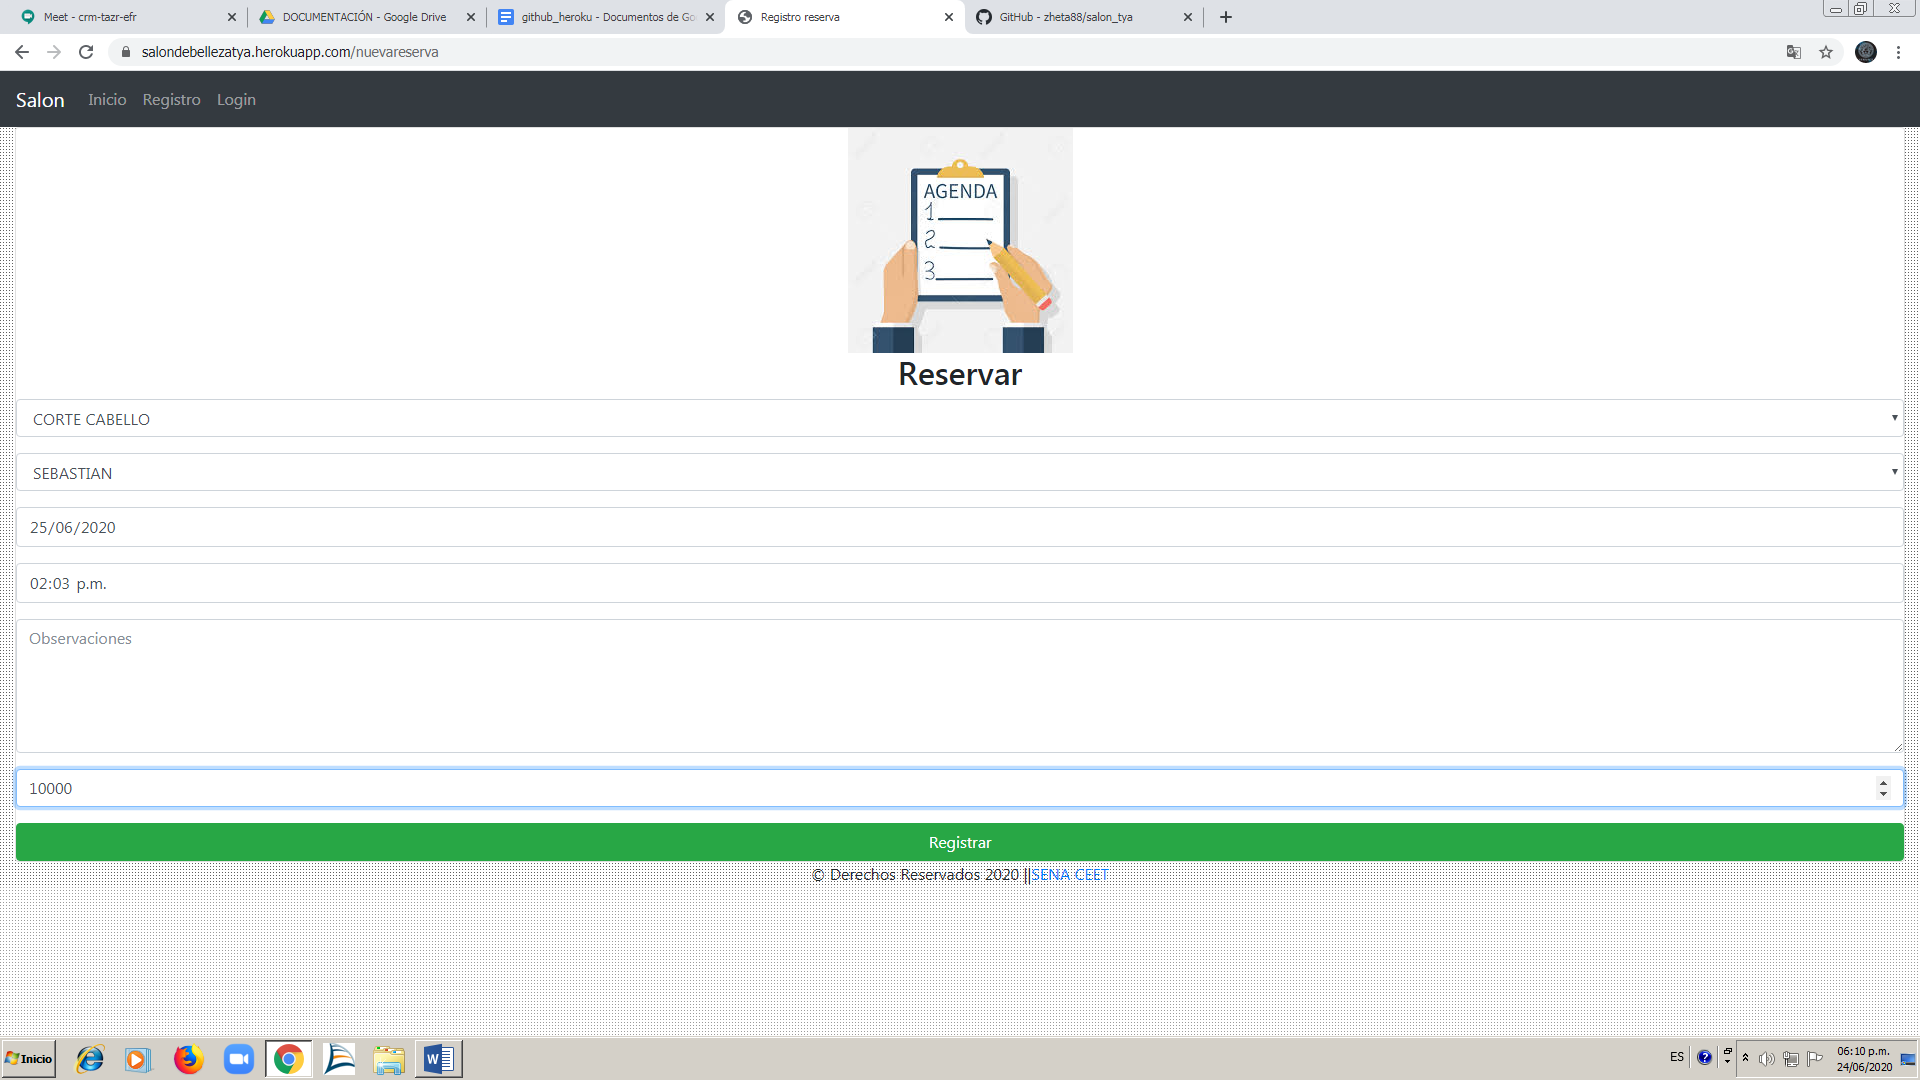 Meet - crm-tazr-efr
DOCUMENTACIÓN - Google Drive
github_heroku - Documentos de Go
Registro reserva
GitHub - zheta88/salon_tya
salondebellezatya.herokuapp.com/nuevareserva
Salon Inicio Registro Login
AGENDA
1
2
3
Reservar
CORTE CABELLO
SEBASTIAN
25/06/2020
02:03 p.m.
Observaciones
10000
Registrar
© Derechos Reservados 2020 ||SENA CEET
Inicio
ES
06:10 p.m.
24/06/2020